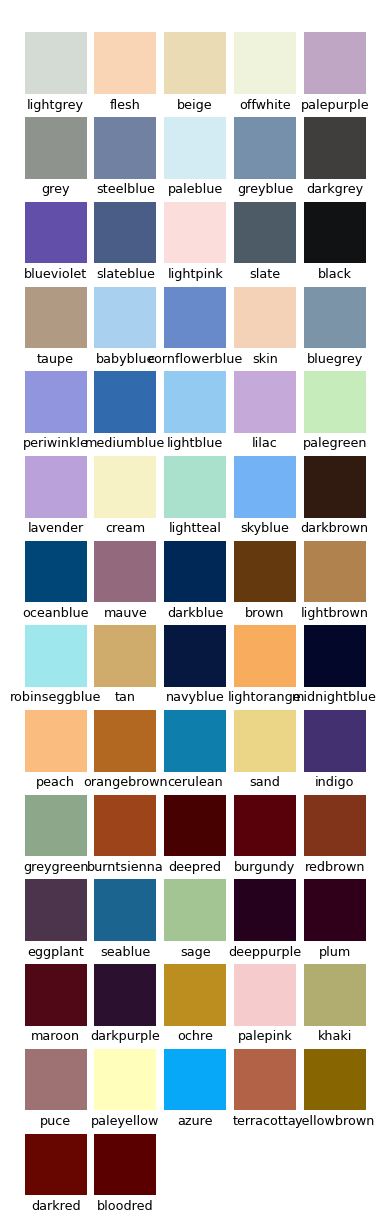 lightgrey flesh beige offwhite palepurple
grey steelblue paleblue greyblue darkgrey
blueviolet slateblue lightpink slate black
taupe babyblue cornflowerblue skin bluegrey
periwinkle mediumblue lightblue lilac palegreen
lavender cream lightteal skyblue darkbrown
oceanblue mauve darkblue brown lightbrown
robinseggblue tan navyblue lightorange midnightblue
peach orangebrown cerulean sand indigo
greygreen burntsienna deepred burgundy redbrown
eggplant seablue sage deeppurple plum
maroon darkpurple ochre palepink khaki
puce paleyellow azure terracotta yellowbrown
darkred bloodred